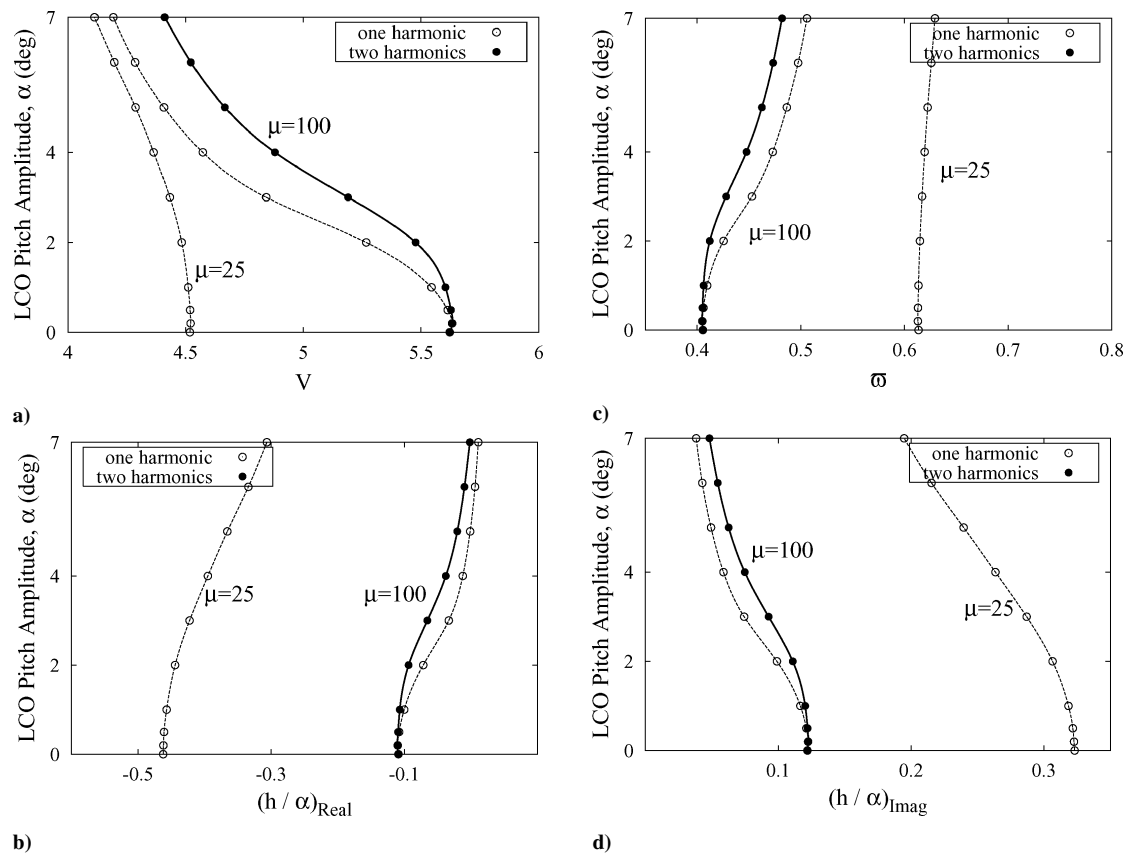 7
4
2
0
LCO Pitch Amplitude, α (deg)
one harmonic
two harmonics
μ=100
μ=25
4
4.5
5
5.5
6
V
a)
7
4
2
0
LCO Pitch Amplitude, α (deg)
one harmonic
two harmonics
μ=25
μ=100
0.4
0.5
0.6
0.7
0.8
ϖ
c)
7
4
2
0
LCO Pitch Amplitude, α (deg)
one harmonic
two harmonics
μ=25
μ=100
-0.5
-0.3
-0.1
(h / α)Real
b)
7
4
2
0
LCO Pitch Amplitude, α (deg)
one harmonic
two harmonics
μ=100
μ=25
0.1
0.2
0.3
(h / α)Imag
d)